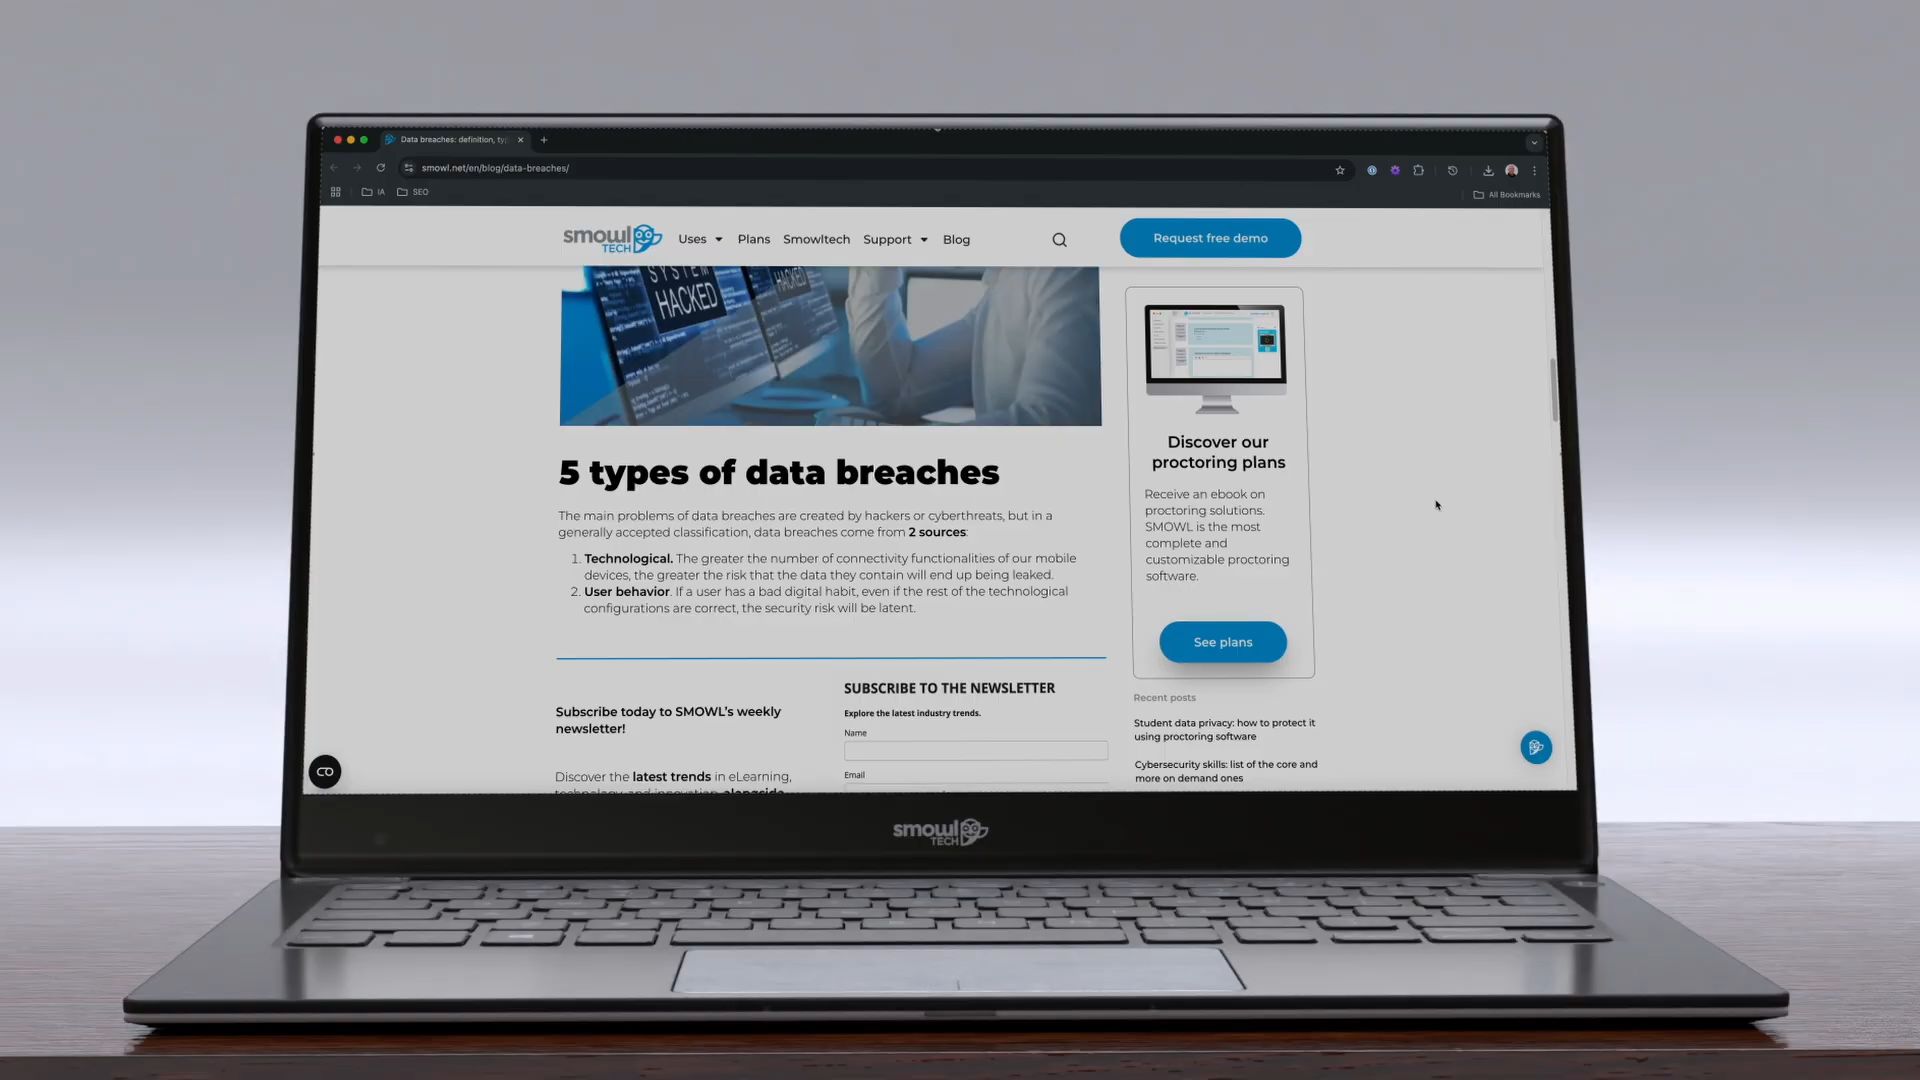 Data breaches: definition, typ
smowl.net/en/blog/data-breaches/
IA
SEO
All Bookmarks
smowl
TECH
Uses
Plans
Smowltech
Support
Blog
Request free demo
SYSTEM
HACKED
HACKED
5 types of data breaches
The main problems of data breaches are created by hackers or cyberthreats, but in a
generally accepted classification, data breaches come from 2 sources:
1. Technological. The greater the number of connectivity functionalities of our mobile
devices, the greater the risk that the data they contain will end up being leaked.
2. User behavior. If a user has a bad digital habit, even if the rest of the technological
configurations are correct, the security risk will be latent.
Subscribe today to SMOWL's weekly
newsletter!
Discover the latest trends in eLearning,
technology, and innovation, alongside
SUBSCRIBE TO THE NEWSLETTER
Explore the latest industry trends.
Name
Email
Discover our
proctoring plans
Receive an ebook on
proctoring solutions.
SMOWL is the most
complete and
customizable proctoring
software.
See plans
Recent posts
Student data privacy: how to protect it
using proctoring software
Cybersecurity skills: list of the core and
more on demand ones
smowl
TECH